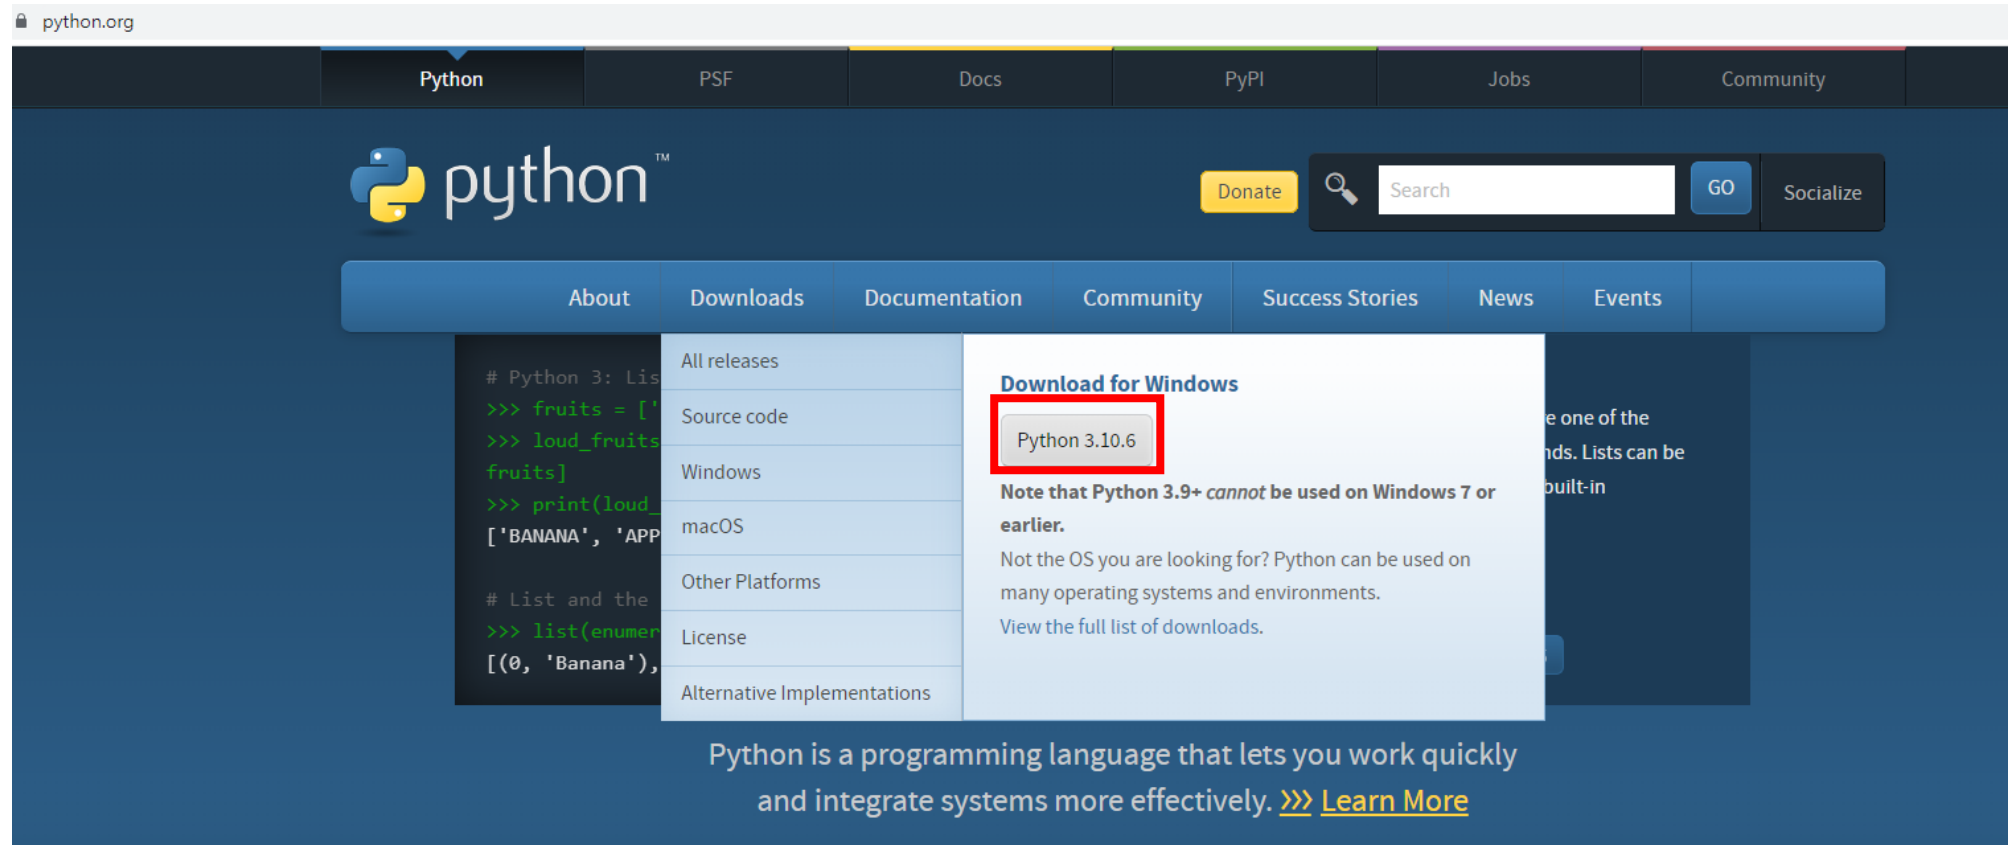 python.org
Python PSF Docs PyPI Jobs Community
python™
Donate Search GO Socialize
About Downloads Documentation Community Success Stories News Events
# Python 3: Lis
>>> fruits = ['
>>> loud_fruits
fruits]
>>> print(loud_
['BANANA', 'APP
# List and the
>>> list(enumer
[(0, 'Banana'),
All releases
Source code
Windows
macOS
Other Platforms
License
Alternative Implementations
Download for Windows
Python 3.10.6
Note that Python 3.9+ cannot be used on Windows 7 or
earlier.
Not the OS you are looking for? Python can be used on
many operating systems and environments.
View the full list of downloads.
one of the
Lists can be
built-in
Python is a programming language that lets you work quickly
and integrate systems more effectively. >>> Learn More